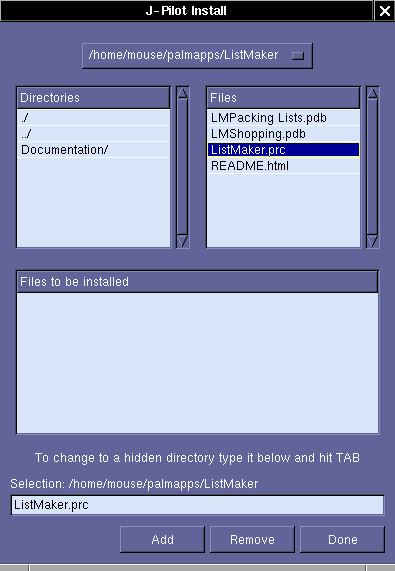 J-Pilot Install
/home/mouse/palmapps/ListMaker
Directories
./
../
Documentation/
Files
LMPacking Lists.pdb
LMShopping.pdb
ListMaker.prc
README.html
Files to be installed
To change to a hidden directory type it below and hit TAB
Selection: /home/mouse/palmapps/ListMaker
ListMaker.prc
Add
Remove
Done